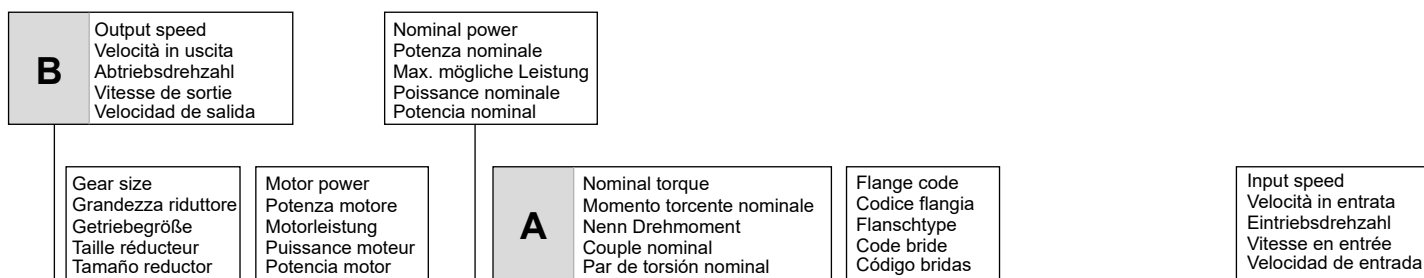 B
Output speed
Velocità in uscita
Abtriebsdrehzahl
Vitesse de sortie
Velocidad de salida
Nominal power
Potenza nominale
Max. mögliche Leistung
Poissance nominale
Potencia nominal
Gear size
Grandezza riduttore
Getriebegröße
Taille réducteur
Tamaño reductor
Motor power
Potenza motore
Motorleistung
Puissance moteur
Potencia motor
A
Nominal torque
Momento torcente nominale
Nenn Drehmoment
Couple nominal
Par de torsión nominal
Flange code
Codice flangia
Flanschtype
Code bride
Código bridas
Input speed
Velocità in entrata
Eintriebsdrehzahl
Vitesse en entrée
Velocidad de entrada